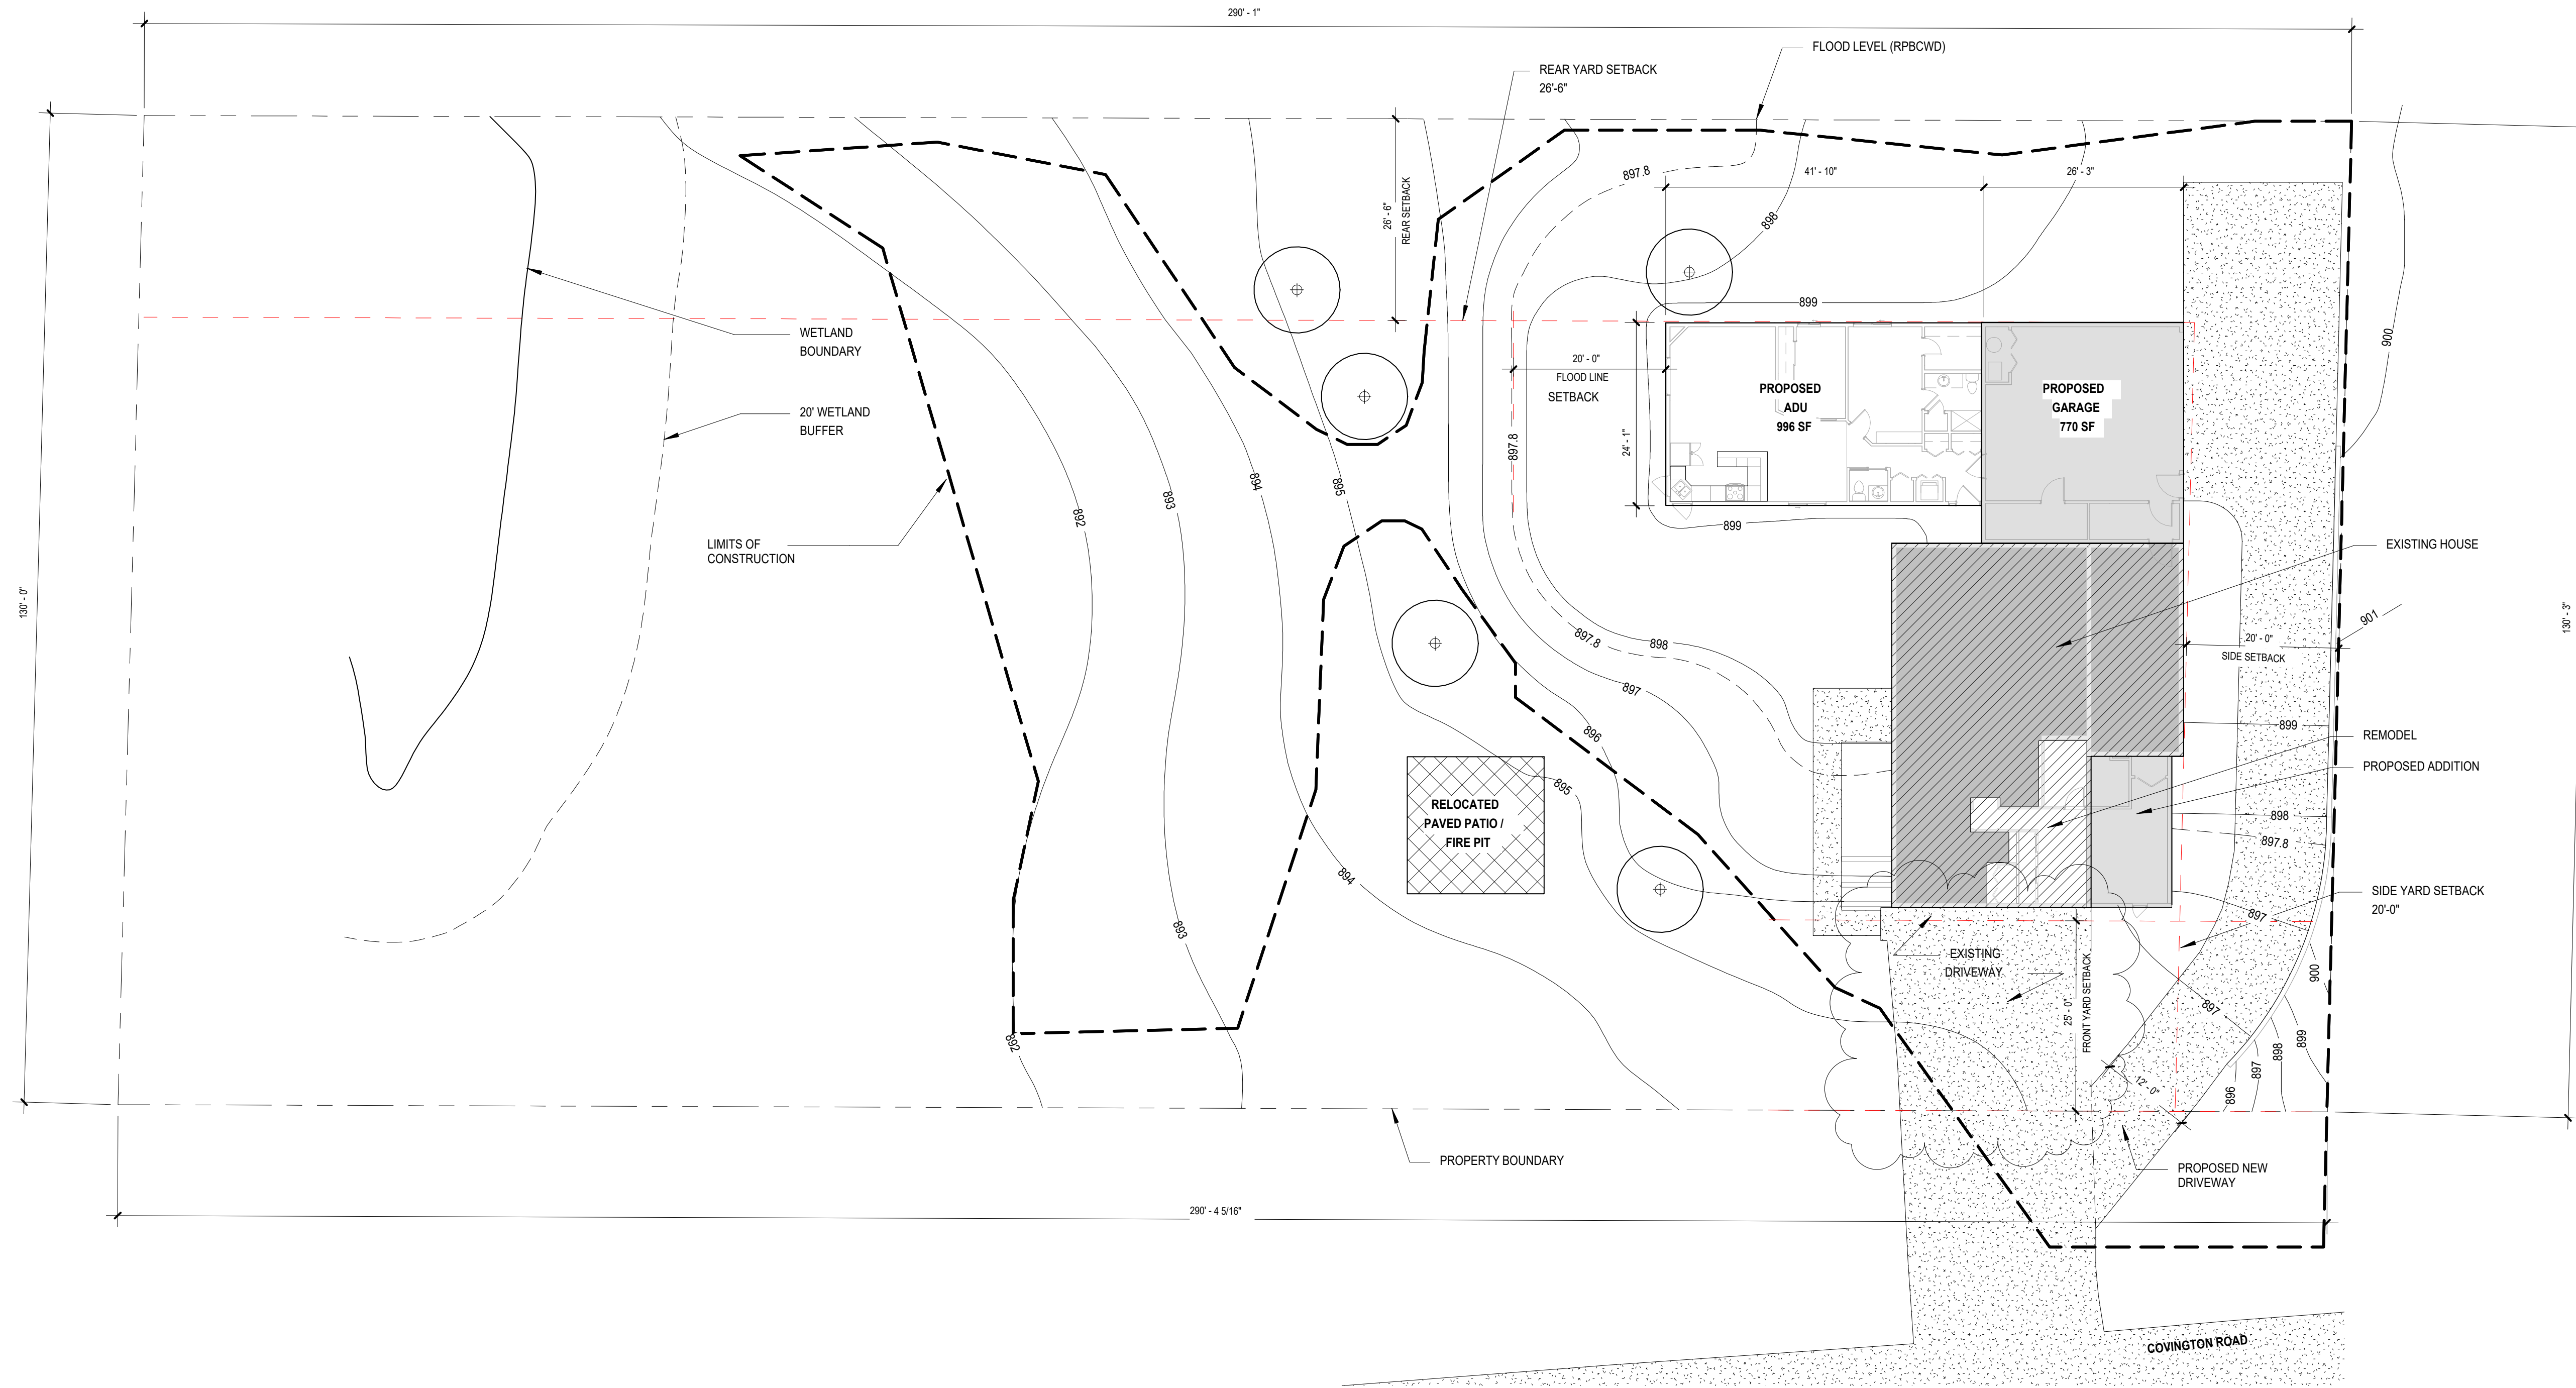 290' - 1"
FLOOD LEVEL (RPBCWD)
REAR YARD SETBACK
26'-6"
897.8
41' - 10"
26' - 3"
26' - 6"
REAR SETBACK
898
899
900
WETLAND
BOUNDARY
20' - 0"
FLOOD LINE
SETBACK
PROPOSED
ADU
996 SF
PROPOSED
GARAGE
770 SF
20' WETLAND
BUFFER
24' - 1"
897.8
892
893
894
895
899
LIMITS OF
CONSTRUCTION
EXISTING HOUSE
130' - 0"
130' - 3"
901
897.8
898
20' - 0"
SIDE SETBACK
897
896
899
REMODEL
PROPOSED ADDITION
895
RELOCATED
PAVED PATIO /
FIRE PIT
898
897.8
894
SIDE YARD SETBACK
20'-0"
893
897
EXISTING
DRIVEWAY
900
25' - 0"
FRONT YARD SETBACK
897
892
899
898
897
896
12' - 0"
PROPERTY BOUNDARY
PROPOSED NEW
DRIVEWAY
290' - 4 5/16"
COVINGTON ROAD